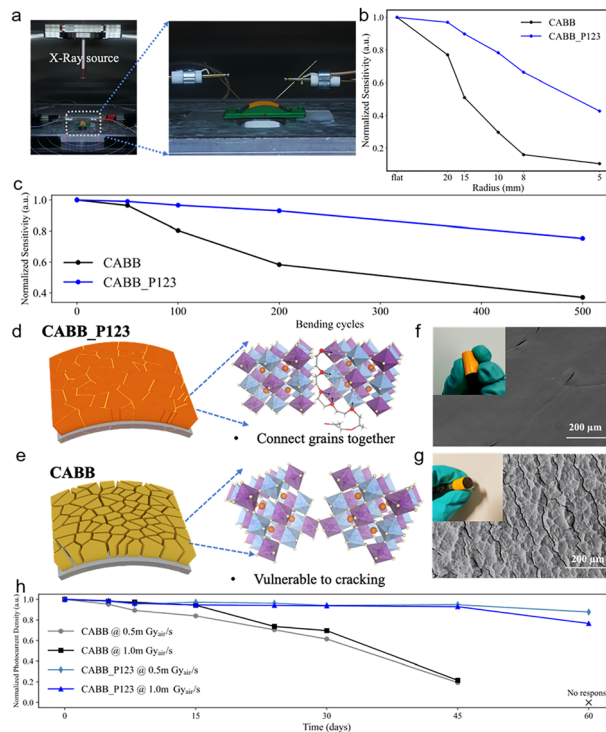 a
X-Ray source
b
CABB
CABB_P123
Normalized Sensitivity (a.u.)
1.0
0.8
0.6
0.4
0.2
flat
20
15
10
8
5
Radius (mm)
c
Normalized Sensitivity (a.u.)
1.0
0.8
0.6
0.4
CABB
CABB_P123
0
100
200
300
400
500
Bending cycles
d
CABB_P123
• Connect grains together
f
200 μm
e
CABB
• Vulnerable to cracking
g
200 μm
h
Normalized Photocurrent Density (a.u.)
1.0
0.8
0.6
0.4
0.2
0.0
CABB @ 0.5m Gyair/s
CABB @ 1.0m Gyair/s
CABB_P123 @ 0.5m Gyair/s
CABB_P123 @ 1.0m Gyair/s
No respons
0
15
30
45
60
Time (days)